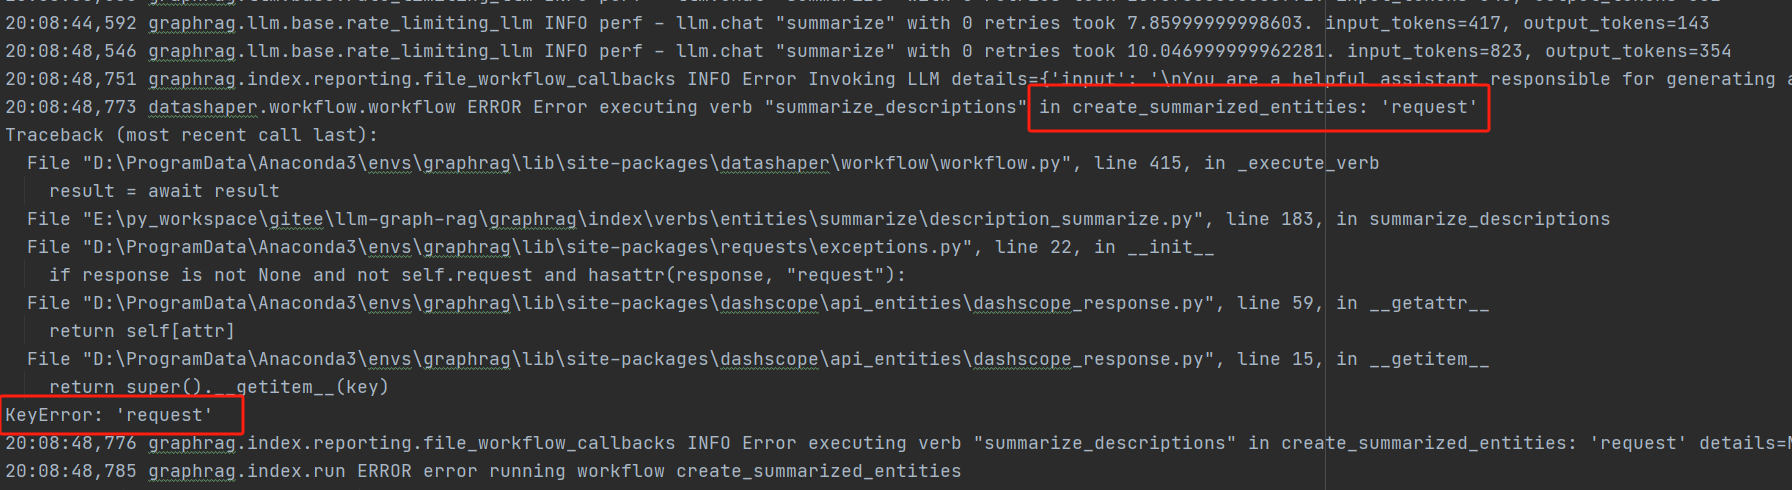 20:08:44,592 graphrag.llm.base.rate_limiting_llm INFO perf - llm.chat "summarize" with 0 retries took 7.85999999998603. input_tokens=417, output_tokens=143
20:08:48,546 graphrag.llm.base.rate_limiting_llm INFO perf - llm.chat "summarize" with 0 retries took 10.046999999962281. input_tokens=823, output_tokens=354
20:08:48,751 graphrag.index.reporting.file_workflow_callbacks INFO Error Invoking LLM details={'input': '\nYou are a helpful assistant responsible for generating a
20:08:48,773 datashaper.workflow.workflow ERROR Error executing verb "summarize_descriptions" in create_summarized_entities: 'request'
Traceback (most recent call last):
  File "D:\ProgramData\Anaconda3\envs\graphrag\lib\site-packages\datashaper\workflow\workflow.py", line 415, in _execute_verb
    result = await result
  File "E:\py_workspace\gitee\llm-graph-rag\graphrag\index\verbs\entities\summarize\description_summarize.py", line 183, in summarize_descriptions
  File "D:\ProgramData\Anaconda3\envs\graphrag\lib\site-packages\requests\exceptions.py", line 22, in __init__
    if response is not None and not self.request and hasattr(response, "request"):
  File "D:\ProgramData\Anaconda3\envs\graphrag\lib\site-packages\dashscope\api_entities\dashscope_response.py", line 59, in __getattr__
    return self[attr]
  File "D:\ProgramData\Anaconda3\envs\graphrag\lib\site-packages\dashscope\api_entities\dashscope_response.py", line 15, in __getitem__
    return super().__getitem__(key)
KeyError: 'request'
20:08:48,776 graphrag.index.reporting.file_workflow_callbacks INFO Error executing verb "summarize_descriptions" in create_summarized_entities: 'request' details=
20:08:48,785 graphrag.index.run ERROR error running workflow create_summarized_entities